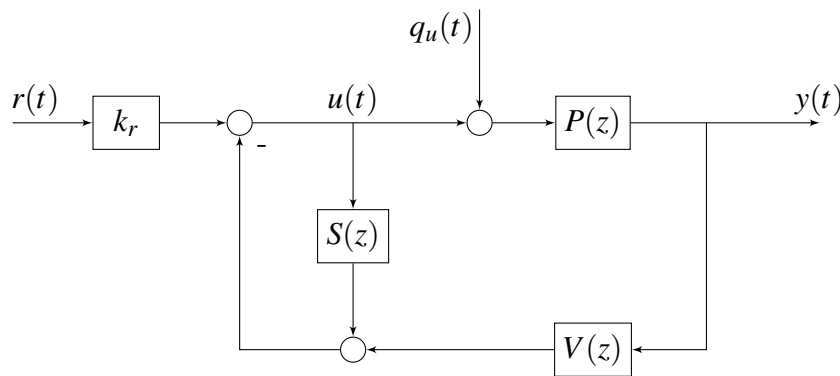 q_u(t)
r(t)
k_r
u(t)
P(z)
y(t)
-
S(z)
V(z)